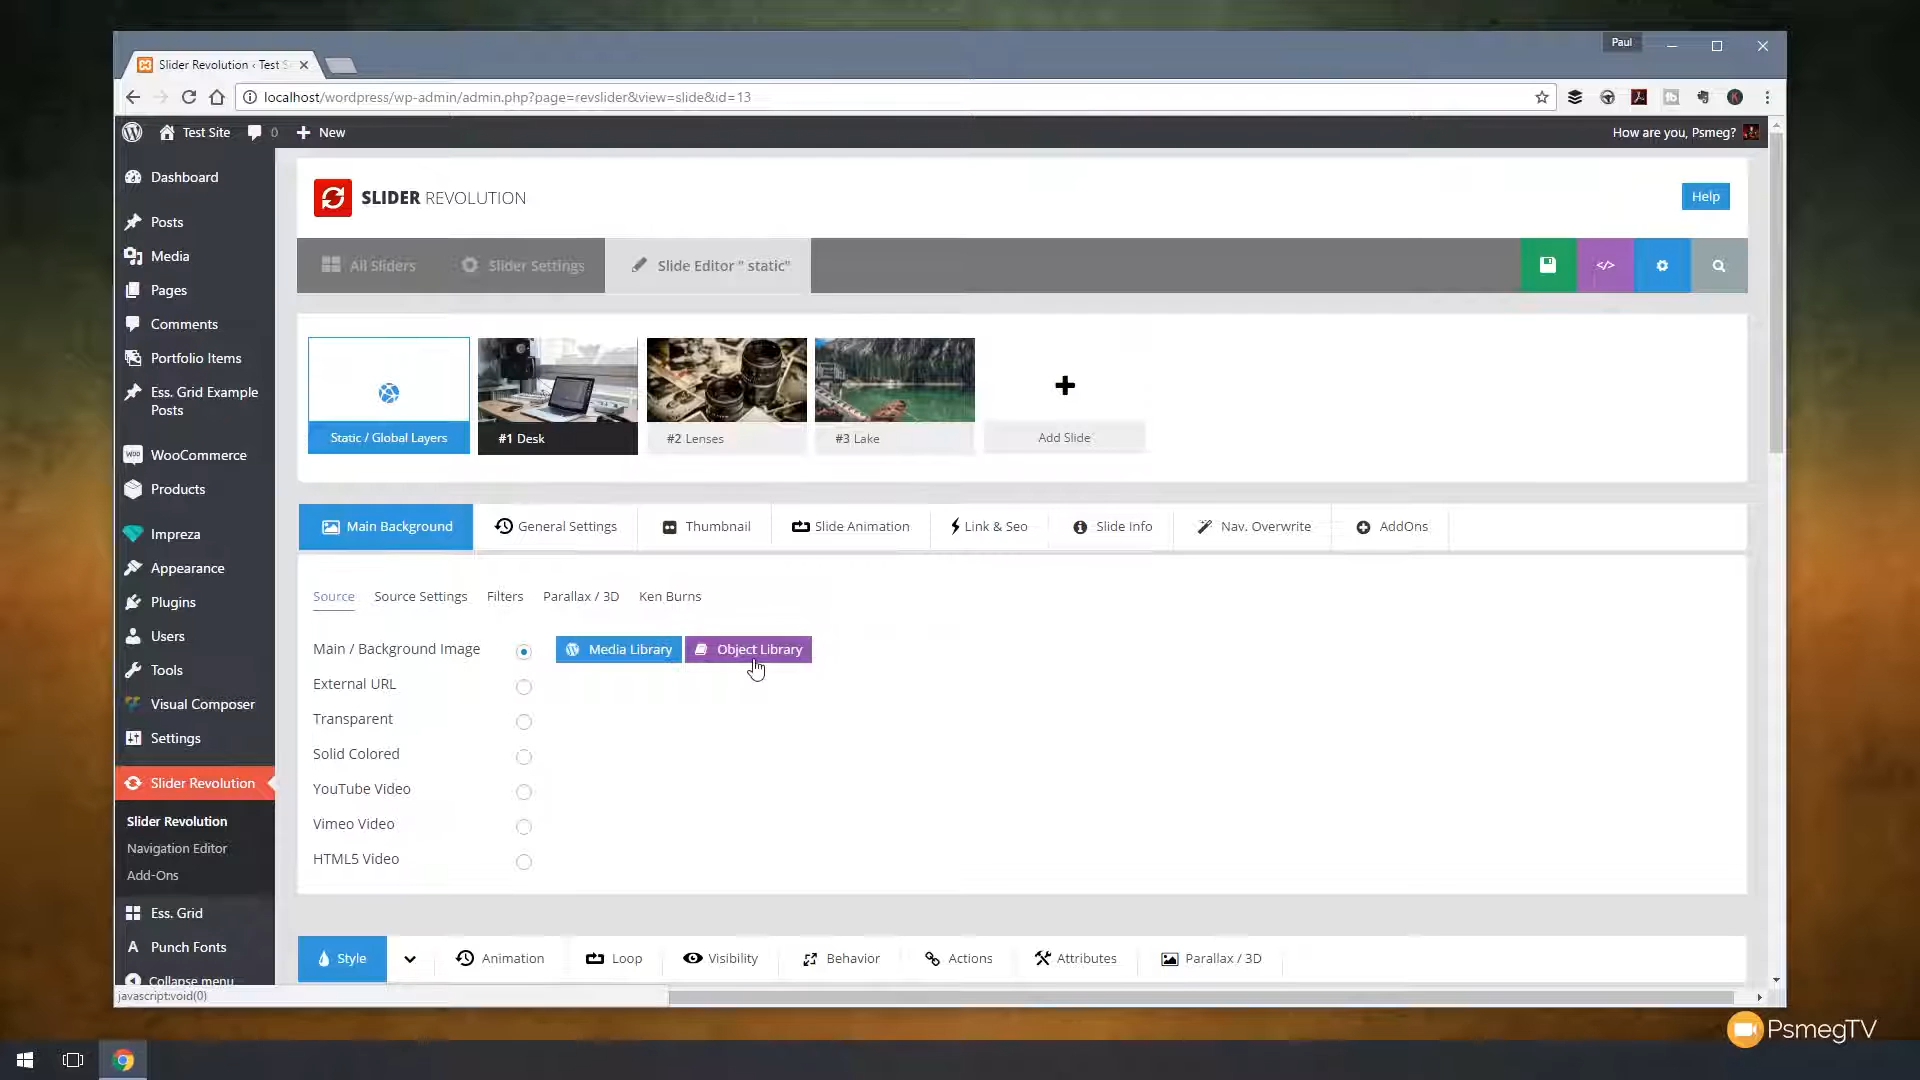 Paul
Slider Revolution ‹ Test S
localhost/wordpress/wp-admin/admin.php?page=revslider&view=slide&id=13
Test Site
0
New
How are you, Psmeg?
Dashboard
Posts
Media
Pages
Comments
Portfolio Items
Ess. Grid Example
Posts
WooCommerce
Products
Impreza
Appearance
Plugins
Users
Tools
Visual Composer
Settings
Slider Revolution
Slider Revolution
Navigation Editor
Add-Ons
Ess. Grid
Punch Fonts
Collapse menu
javascript:void(0)
SLIDER REVOLUTION
Help
All Sliders
Slider Settings
Slide Editor " static"
</>
Static / Global Layers
#1 Desk
#2 Lenses
#3 Lake
Add Slide
Main Background
General Settings
Thumbnail
Slide Animation
Link & Seo
Slide Info
Nav. Overwrite
AddOns
Source
Source Settings
Filters
Parallax / 3D
Ken Burns
Main / Background Image
Media Library
Object Library
External URL
Transparent
Solid Colored
YouTube Video
Vimeo Video
HTML5 Video
Style
Animation
Loop
Visibility
Behavior
Actions
Attributes
Parallax / 3D
PsmegTV